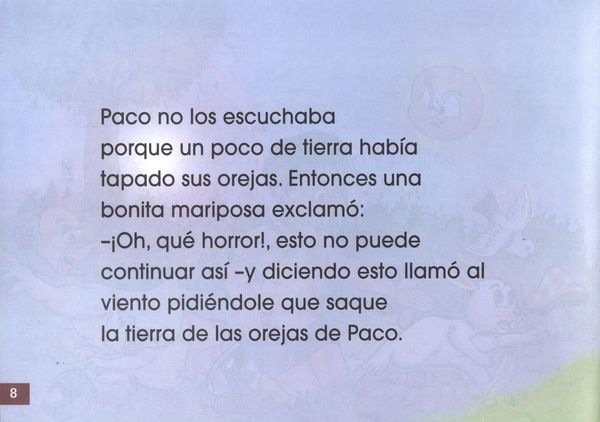 Paco no los escuchaba
porque un poco de tierra había
tapado sus orejas. Entonces una
bonita mariposa exclamó:
–¡Oh, qué horror!, esto no puede
continuar así –y diciendo esto llamó al
viento pidiéndole que saque
la tierra de las orejas de Paco.
8